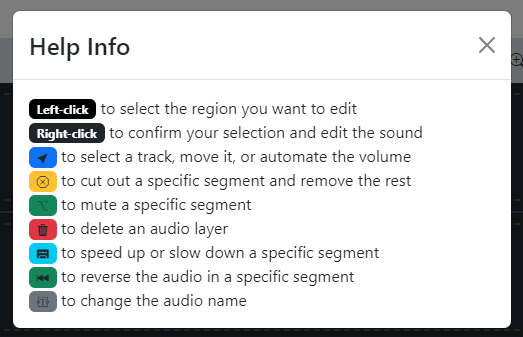 Help Info
Left-click to select the region you want to edit
Right-click to confirm your selection and edit the sound
to select a track, move it, or automate the volume
to cut out a specific segment and remove the rest
to mute a specific segment
to delete an audio layer
to speed up or slow down a specific segment
to reverse the audio in a specific segment
to change the audio name